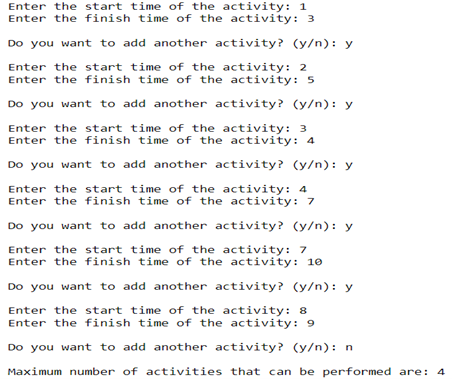 Enter the start time of the activity: 1
Enter the finish time of the activity: 3
Do you want to add another activity? (y/n): y
Enter the start time of the activity: 2
Enter the finish time of the activity: 5
Do you want to add another activity? (y/n): y
Enter the start time of the activity: 3
Enter the finish time of the activity: 4
Do you want to add another activity? (y/n): y
Enter the start time of the activity: 4
Enter the finish time of the activity: 7
Do you want to add another activity? (y/n): y
Enter the start time of the activity: 7
Enter the finish time of the activity: 10
Do you want to add another activity? (y/n): y
Enter the start time of the activity: 8
Enter the finish time of the activity: 9
Do you want to add another activity? (y/n): n
Maximum number of activities that can be performed are: 4